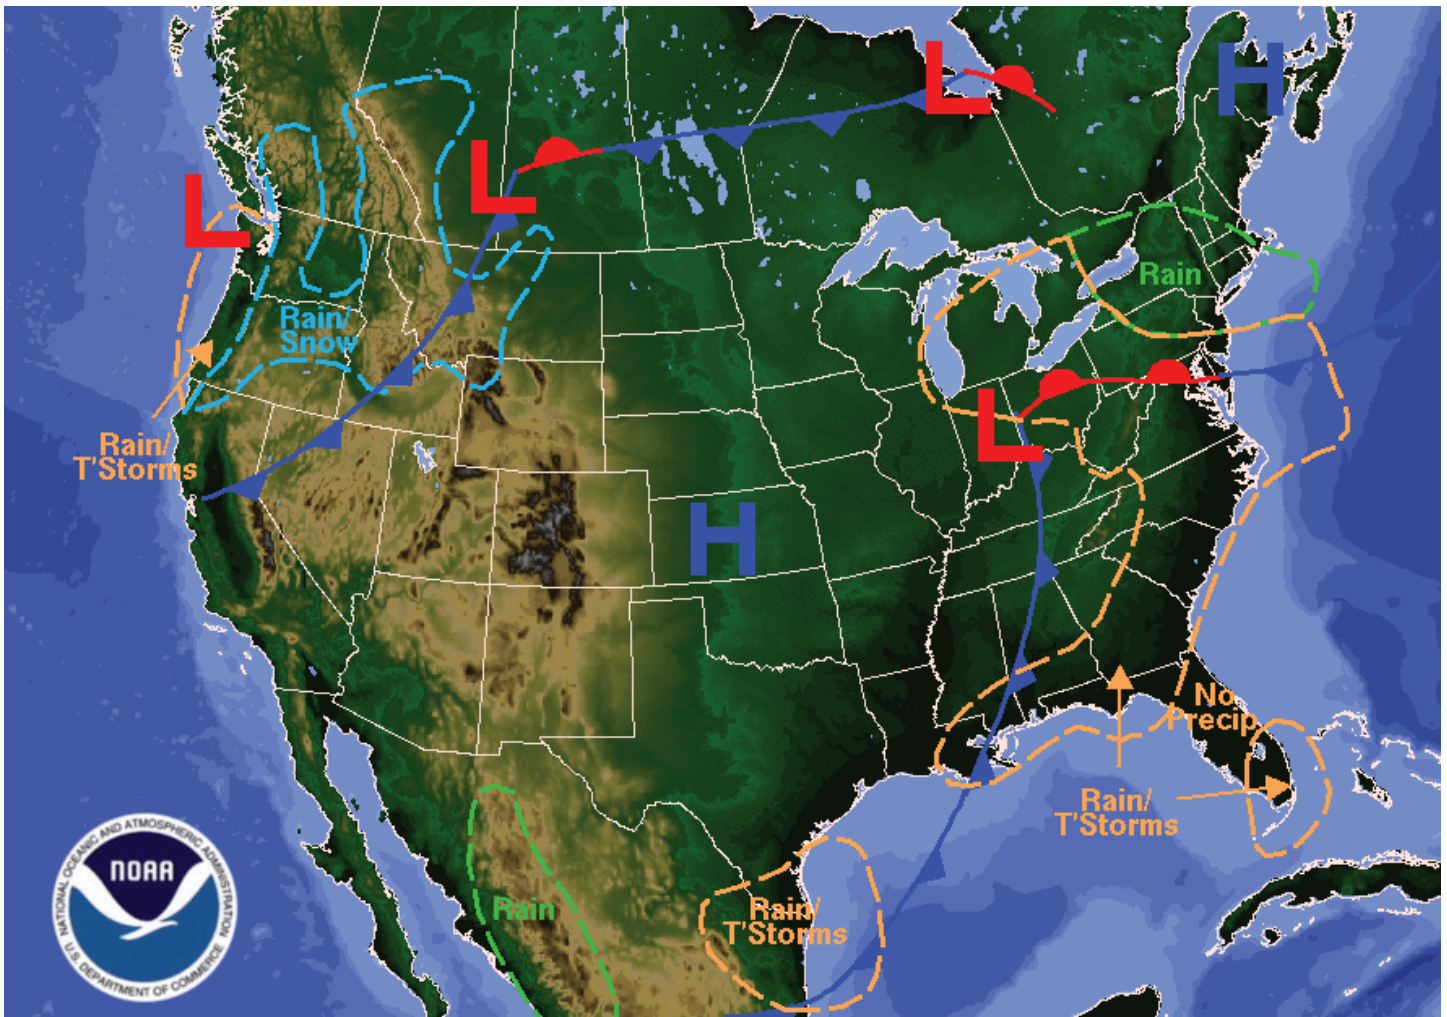 L
H
L
L
Rain
Rain/
Snow
L
Rain/
T'Storms
H
No
Precip
Rain/
T'Storms
Rain
Rain/
T'Storms
NATIONAL OCEANIC AND ATMOSPHERIC ADMINISTRATION
NOAA
U.S. DEPARTMENT OF COMMERCE